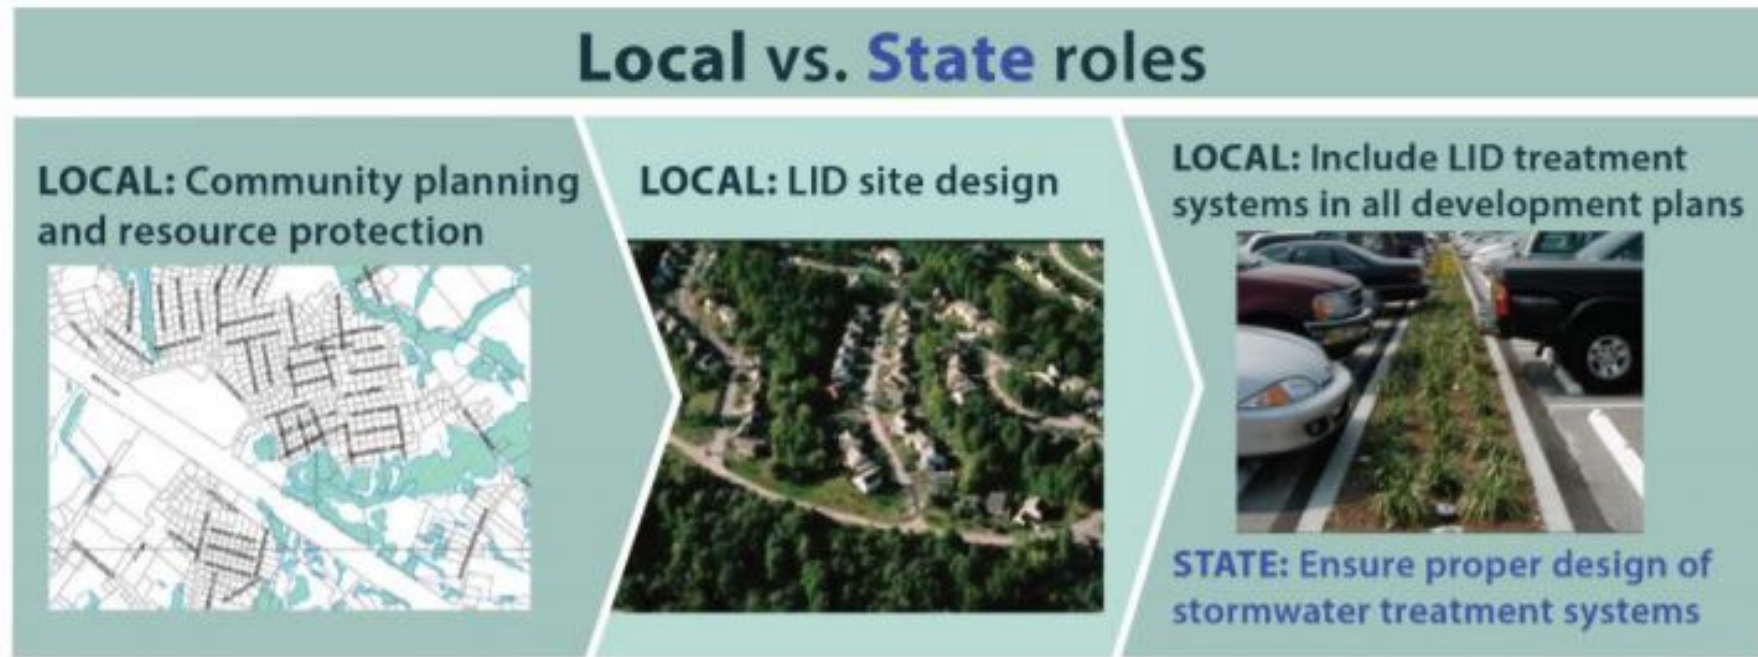 Local vs. State roles
LOCAL: Community planning
and resource protection
LOCAL: LID site design
LOCAL: Include LID treatment
systems in all development plans
STATE: Ensure proper design of
stormwater treatment systems